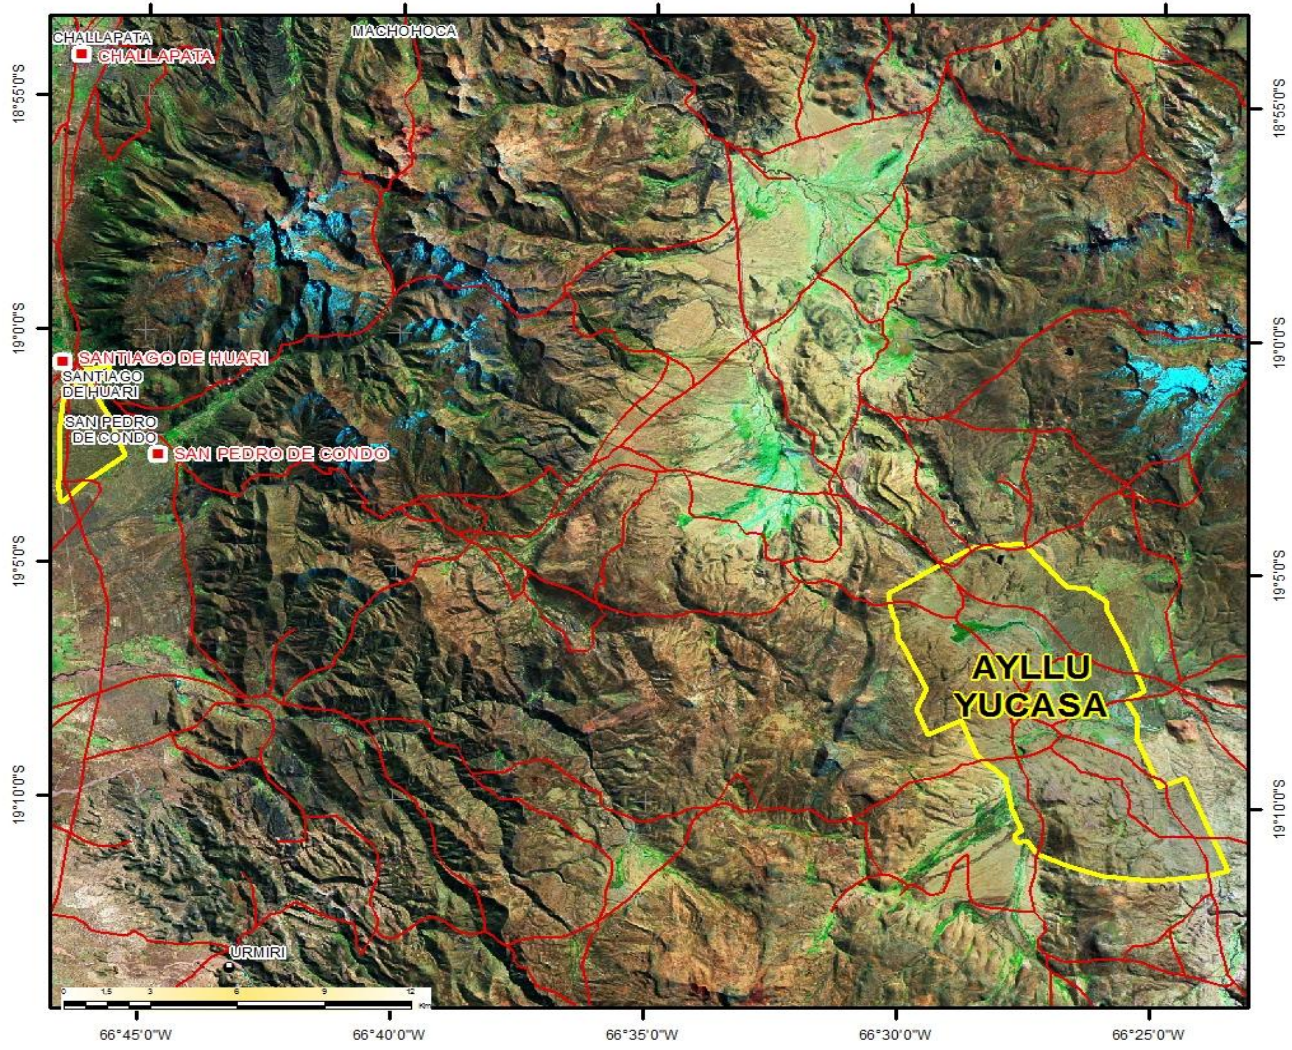 CHALLAPATA
MACHOHOCA
CHALLAPATA
18°55'0"S
18°55'0"S
19°0'0"S
19°0'0"S
SANTIAGO DE HUARI
SANTIAGO
DE HUARI
SAN PEDRO
DE CONDO
SAN PEDRO DE CONDO
19°5'0"S
19°5'0"S
AYLLU
YUCASA
19°10'0"S
19°10'0"S
URMIRI
0 1,5 3 6 9 12
Km
66°45'0"W 66°40'0"W 66°35'0"W 66°30'0"W 66°25'0"W